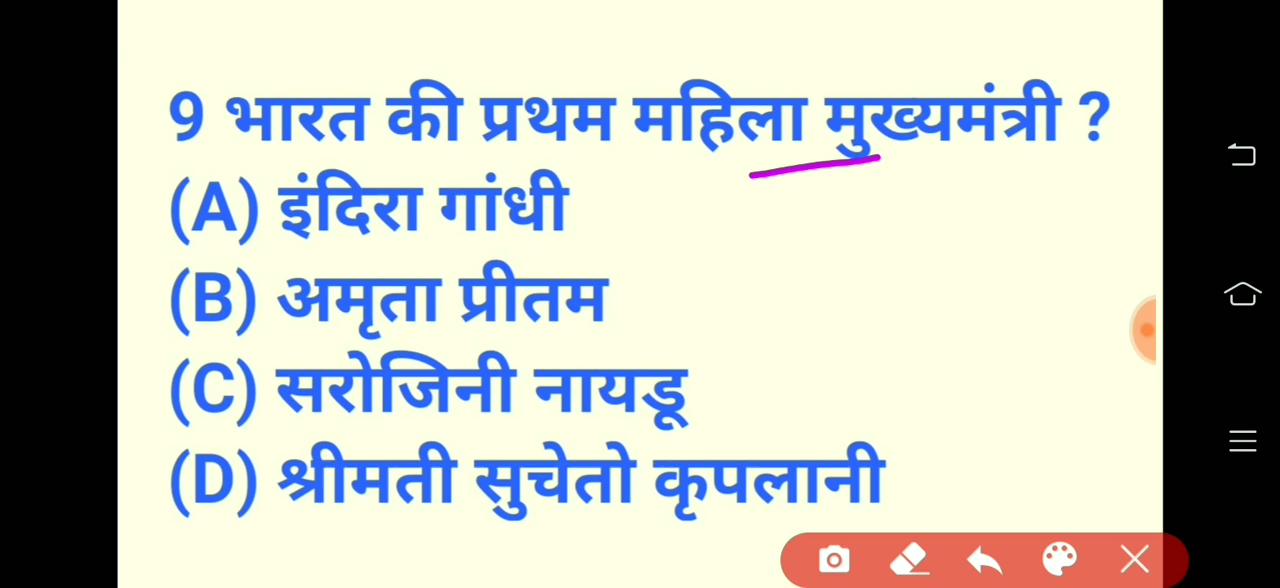 9 भारत की प्रथम महिला मुख्यमंत्री ?
(A) इंदिरा गांधी
(B) अमृता प्रीतम
(C) सरोजिनी नायडू
(D) श्रीमती सुचेतो कृपलानी